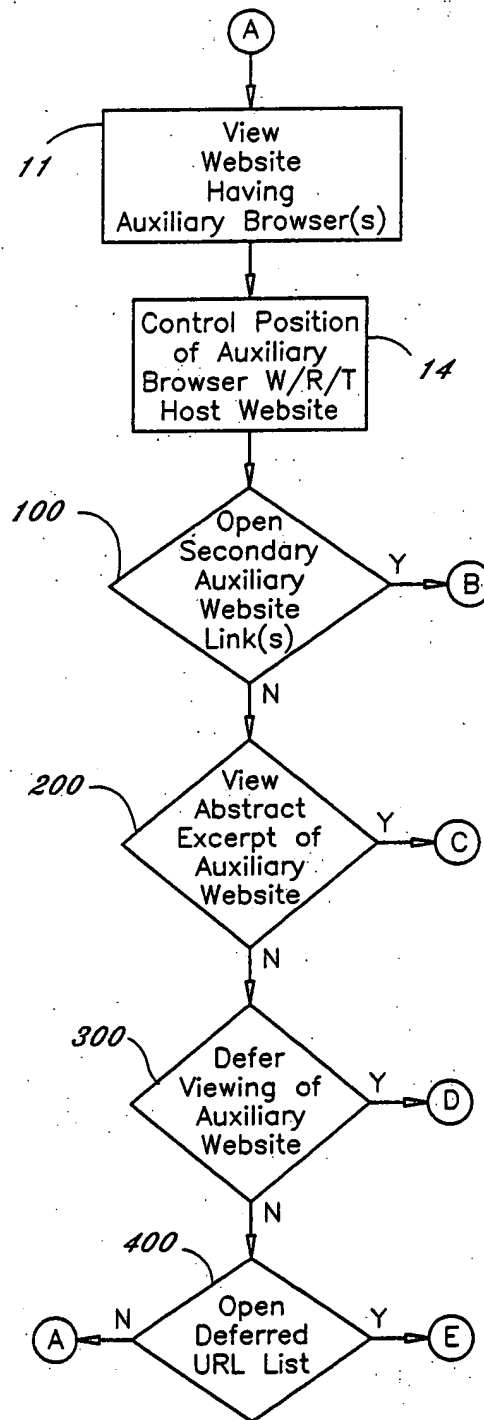 A
11
View
Website
Having
Auxiliary Browser(s)
Control Position
of Auxiliary
Browser W/R/T
Host Website
14
100
Open
Secondary
Auxiliary
Website
Link(s)
Y
B
N
200
View
Abstract
Excerpt of
Auxiliary
Website
Y
C
N
300
Defer
Viewing of
Auxiliary
Website
Y
D
N
400
Open
Deferred
URL List
N
A
Y
E